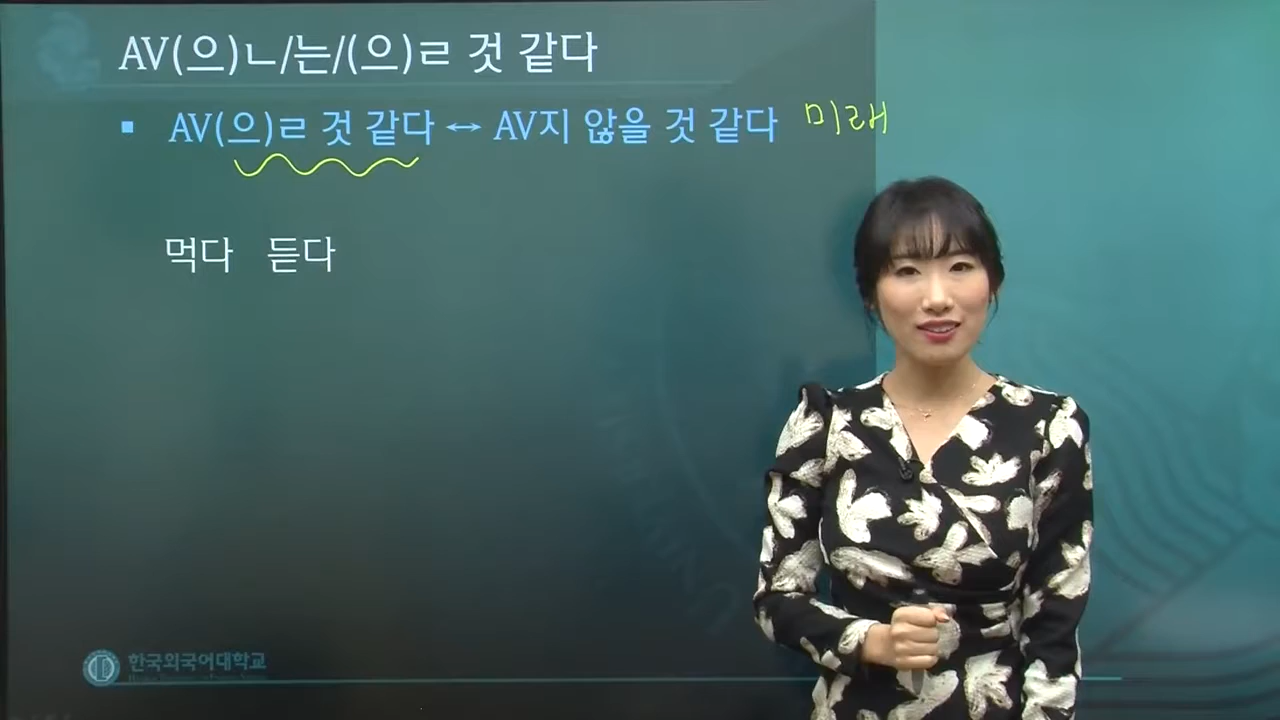 AV(으)ㄴ/는/(으)ㄹ 것 같다
▪ AV(으)ㄹ 것 같다 ↔ AV지 않을 것 같다 미래
먹다 듣다
한국외국어대학교